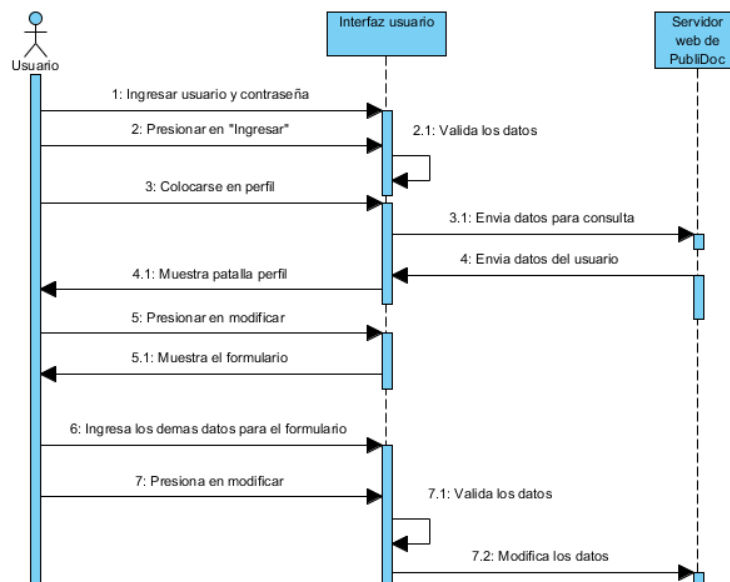 Usuario
Interfaz usuario
Servidor
web de
PubliDoc
1: Ingresar usuario y contraseña
2: Presionar en "Ingresar"
2.1: Valida los datos
3: Colocarse en perfil
3.1: Envia datos para consulta
4: Envia datos del usuario
4.1: Muestra patalla perfil
5: Presionar en modificar
5.1: Muestra el formulario
6: Ingresa los demas datos para el formulario
7: Presiona en modificar
7.1: Valida los datos
7.2: Modifica los datos